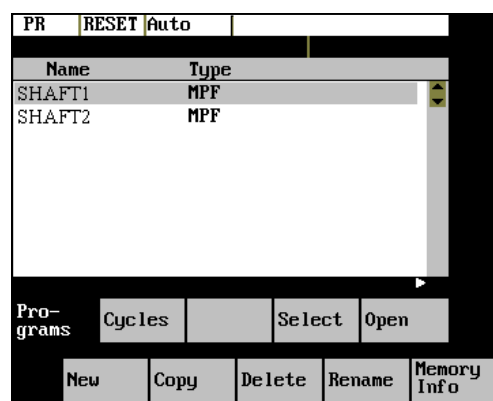 PR RESET Auto
Name Type
SHAFT1 MPF
SHAFT2 MPF
Pro-
grams Cycles Select Open
New Copy Delete Rename Memory
Info